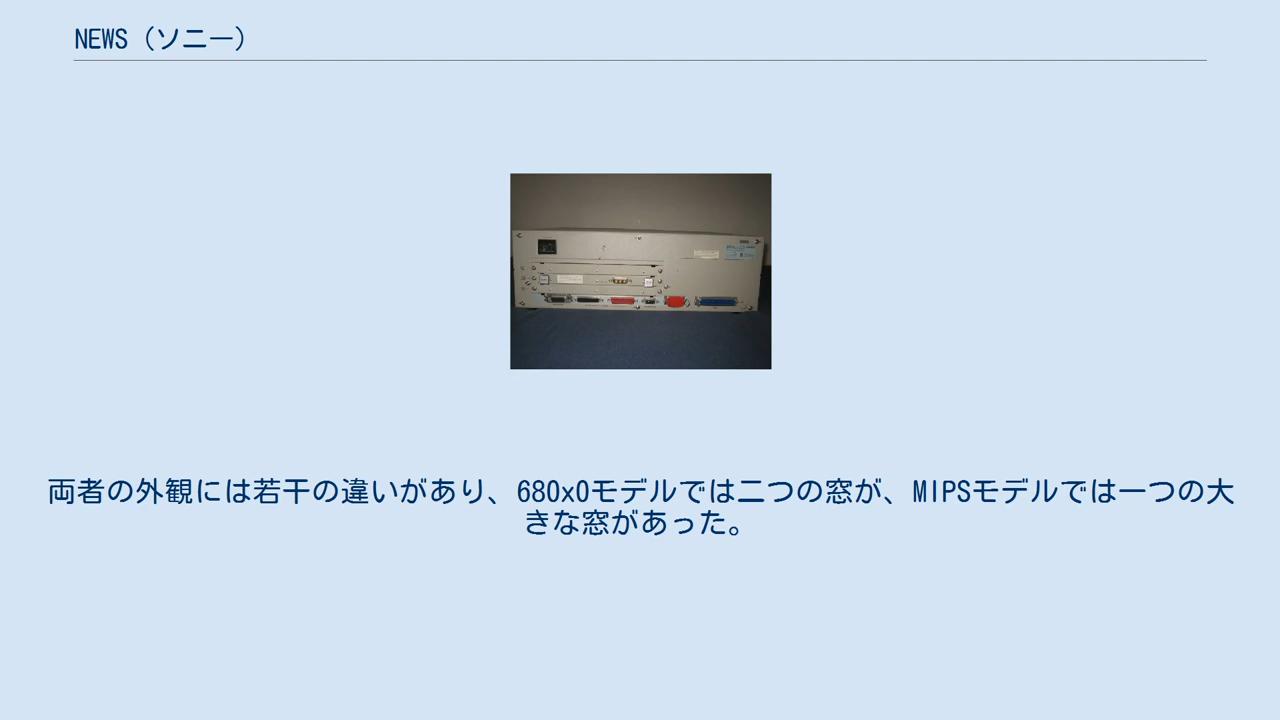 NEWS（ソニー）
両者の外観には若干の違いがあり、680x0モデルでは二つの窓が、MIPSモデルでは一つの大
きな窓があった。